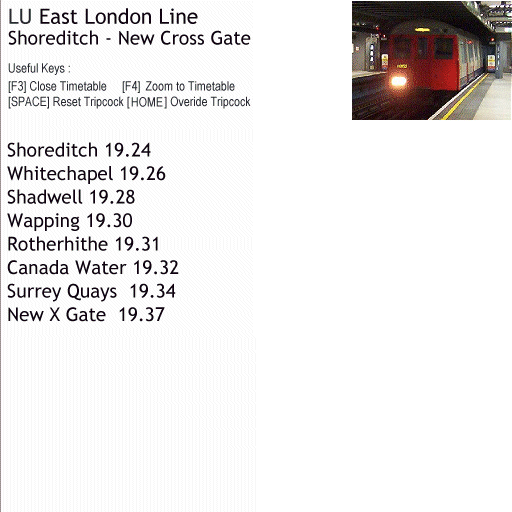 LU East London Line
Shoreditch - New Cross Gate
Useful Keys :
[F3] Close Timetable [F4] Zoom to Timetable
[SPACE] Reset Tripcock [HOME] Overide Tripcock
Shoreditch 19.24
Whitechapel 19.26
Shadwell 19.28
Wapping 19.30
Rotherhithe 19.31
Canada Water 19.32
Surrey Quays 19.34
New X Gate 19.37